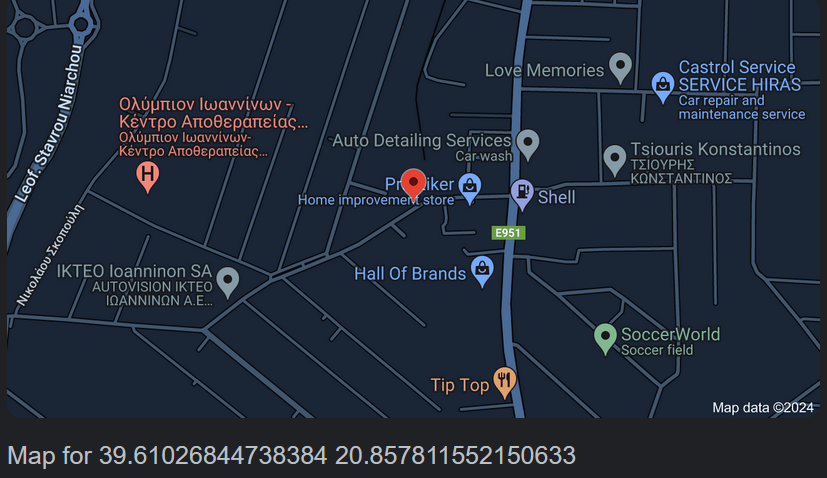 Love Memories
Castrol Service
SERVICE HIRAS
Car repair and
maintenance service
Ολύμπιον Ιωαννίνων -
Κέντρο Αποθεραπείας...
Ολύμπιον Ιωαννίνων-
Κέντρο Αποθεραπείας...
Leof. Stavrou Niarchou
Auto Detailing Services
Car wash
Tsiouris Konstantinos
ΤΣΙΟΥΡΗΣ
ΚΩΝΣΤΑΝΤΙΝΟΣ
H
Home improvement store
Shell
Νικολάου Σκοπούλη
E951
IKTEO Ioanninon SA
AUTOVISION ΙΚΤΕΟ
ΙΩΑΝΝΙΝΩΝ Α.Ε...
Hall Of Brands
SoccerWorld
Soccer field
Tip Top
Map data ©2024
Map for 39.61026844738384 20.857811552150633